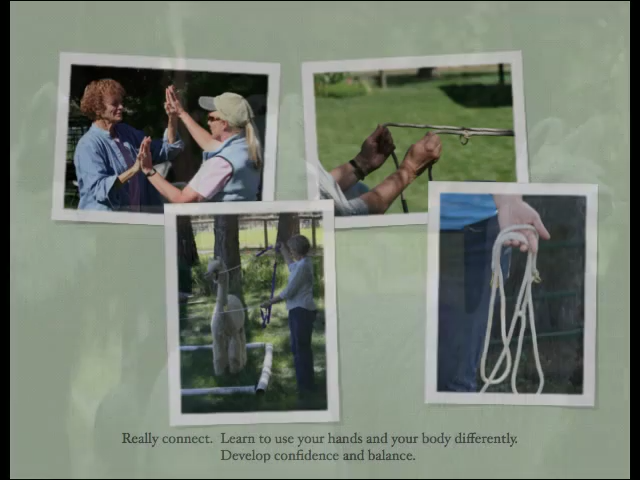 Really connect.  Learn to use your hands and your body differently.
Develop confidence and balance.